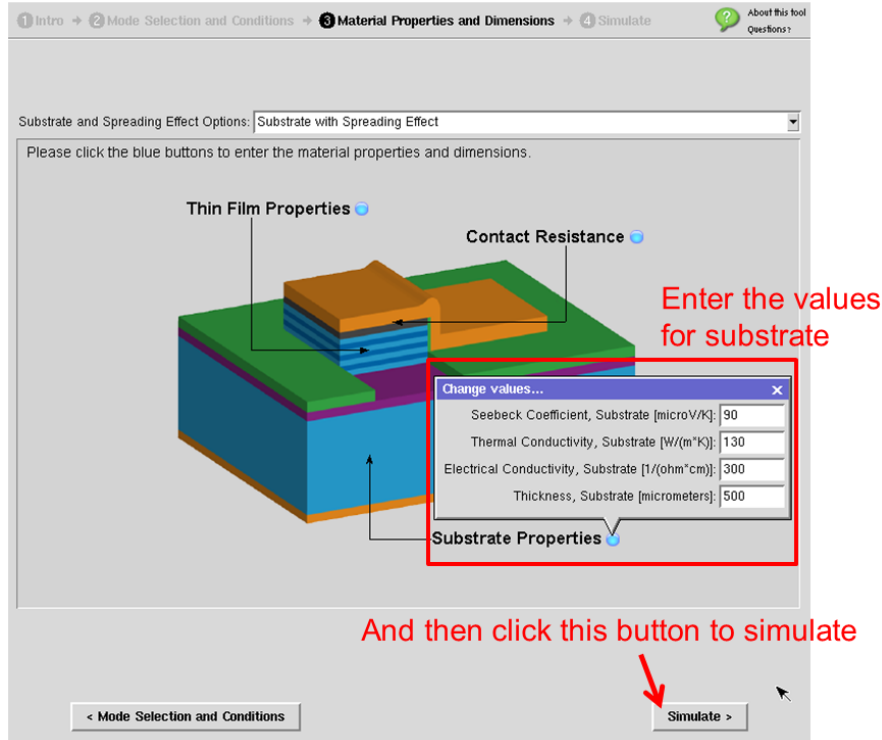 1 Intro → 2 Mode Selection and Conditions → 3 Material Properties and Dimensions → 4 Simulate
About this tool
Questions?
Substrate and Spreading Effect Options: Substrate with Spreading Effect
Please click the blue buttons to enter the material properties and dimensions.
Thin Film Properties
Contact Resistance
Enter the values
for substrate
Change values... x
Seebeck Coefficient, Substrate [microV/K]: 90
Thermal Conductivity, Substrate [W/(m*K)]: 130
Electrical Conductivity, Substrate [1/(ohm*cm)]: 300
Thickness, Substrate [micrometers]: 500
Substrate Properties
And then click this button to simulate
< Mode Selection and Conditions
Simulate >